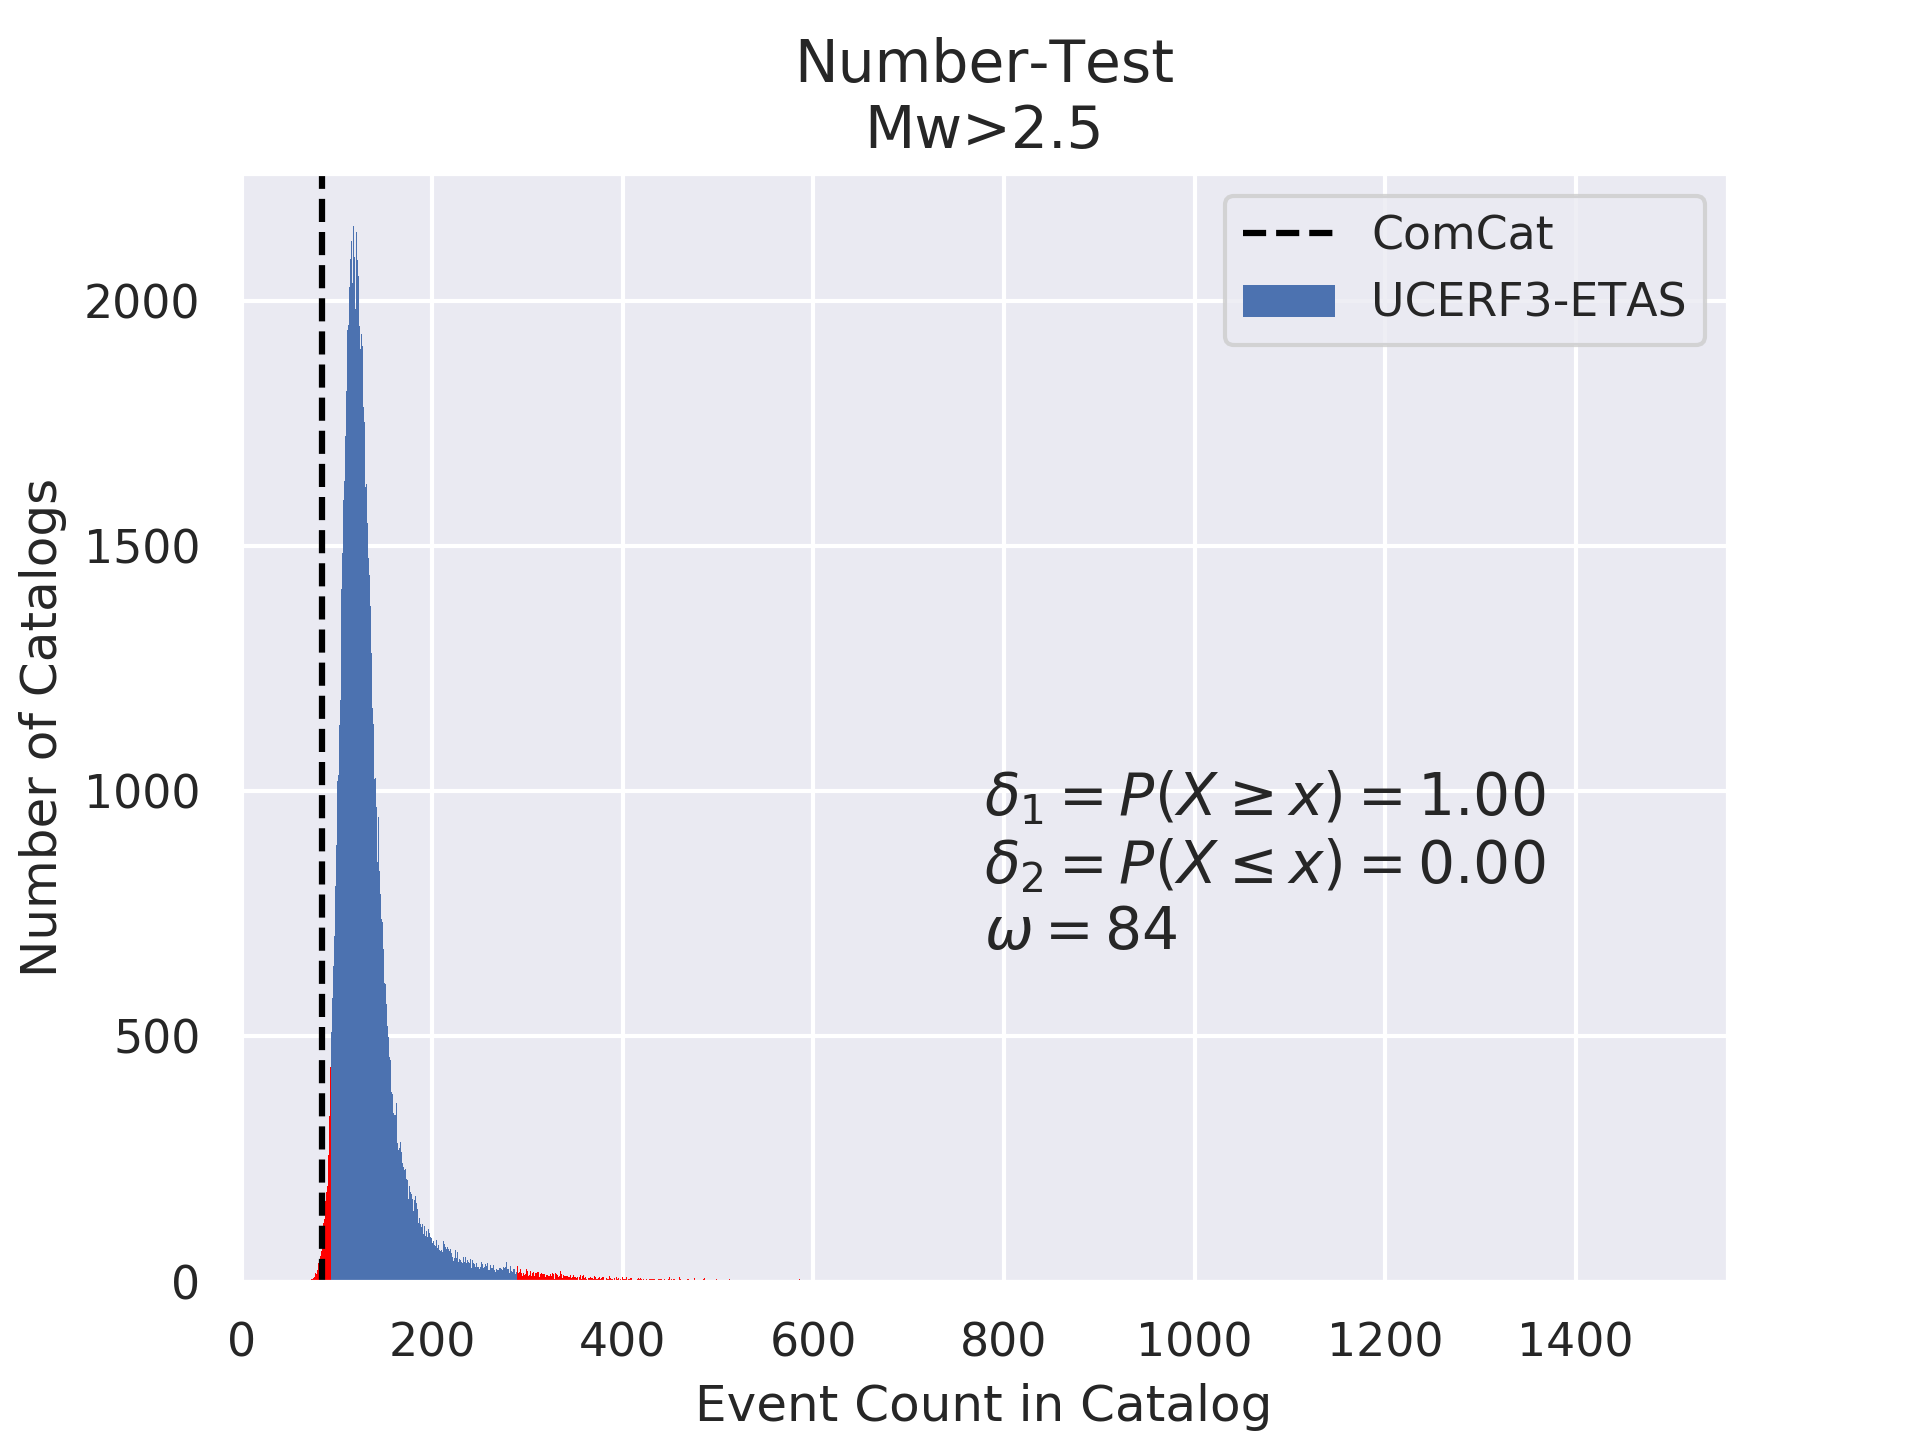 Number-Test
Mw>2.5
ComCat
UCERF3-ETAS
Number of Catalogs
2000
1500
1000
500
0
δ₁ = P(X ≥ x) = 1.00
δ₂ = P(X ≤ x) = 0.00
ω = 84
0 200 400 600 800 1000 1200 1400
Event Count in Catalog